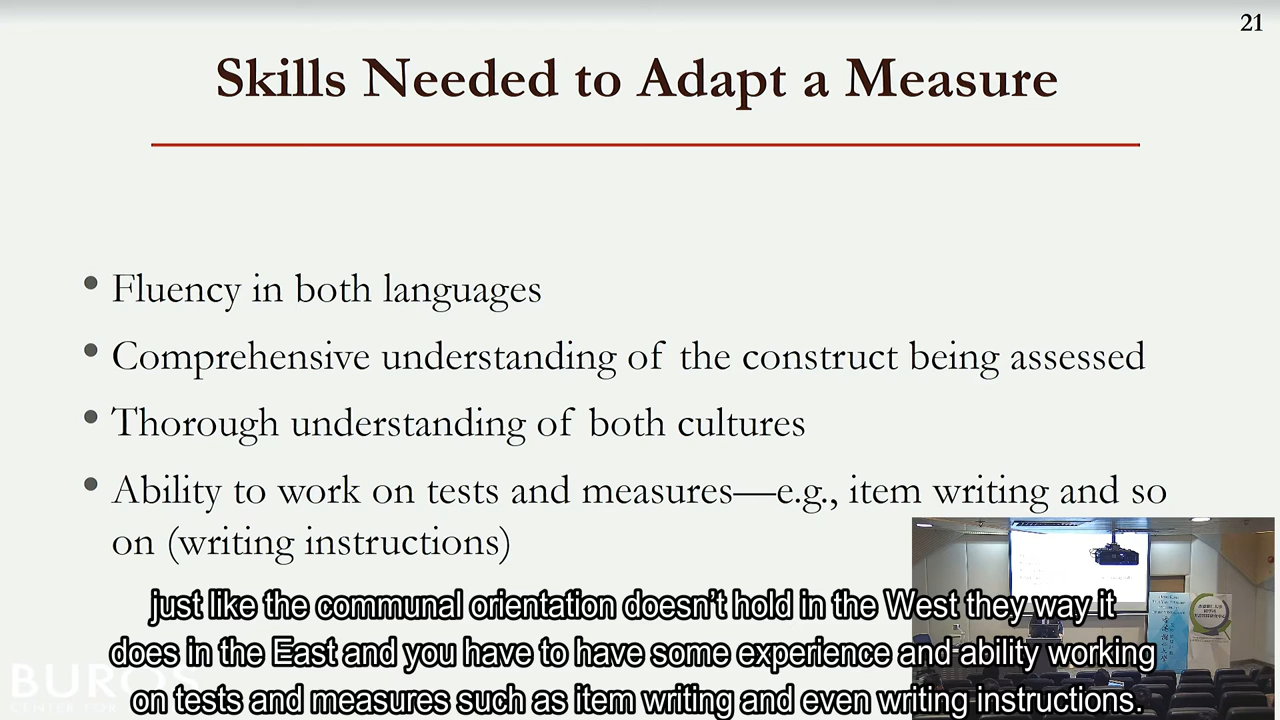 21
Skills Needed to Adapt a Measure
• Fluency in both languages
• Comprehensive understanding of the construct being assessed
• Thorough understanding of both cultures
• Ability to work on tests and measures—e.g., item writing and so
on (writing instructions)
just like the communal orientation doesn't hold in the West they way it
does in the East and you have to have some experience and ability working
on tests and measures such as item writing and even writing instructions.
BUROS
CENTER FOR